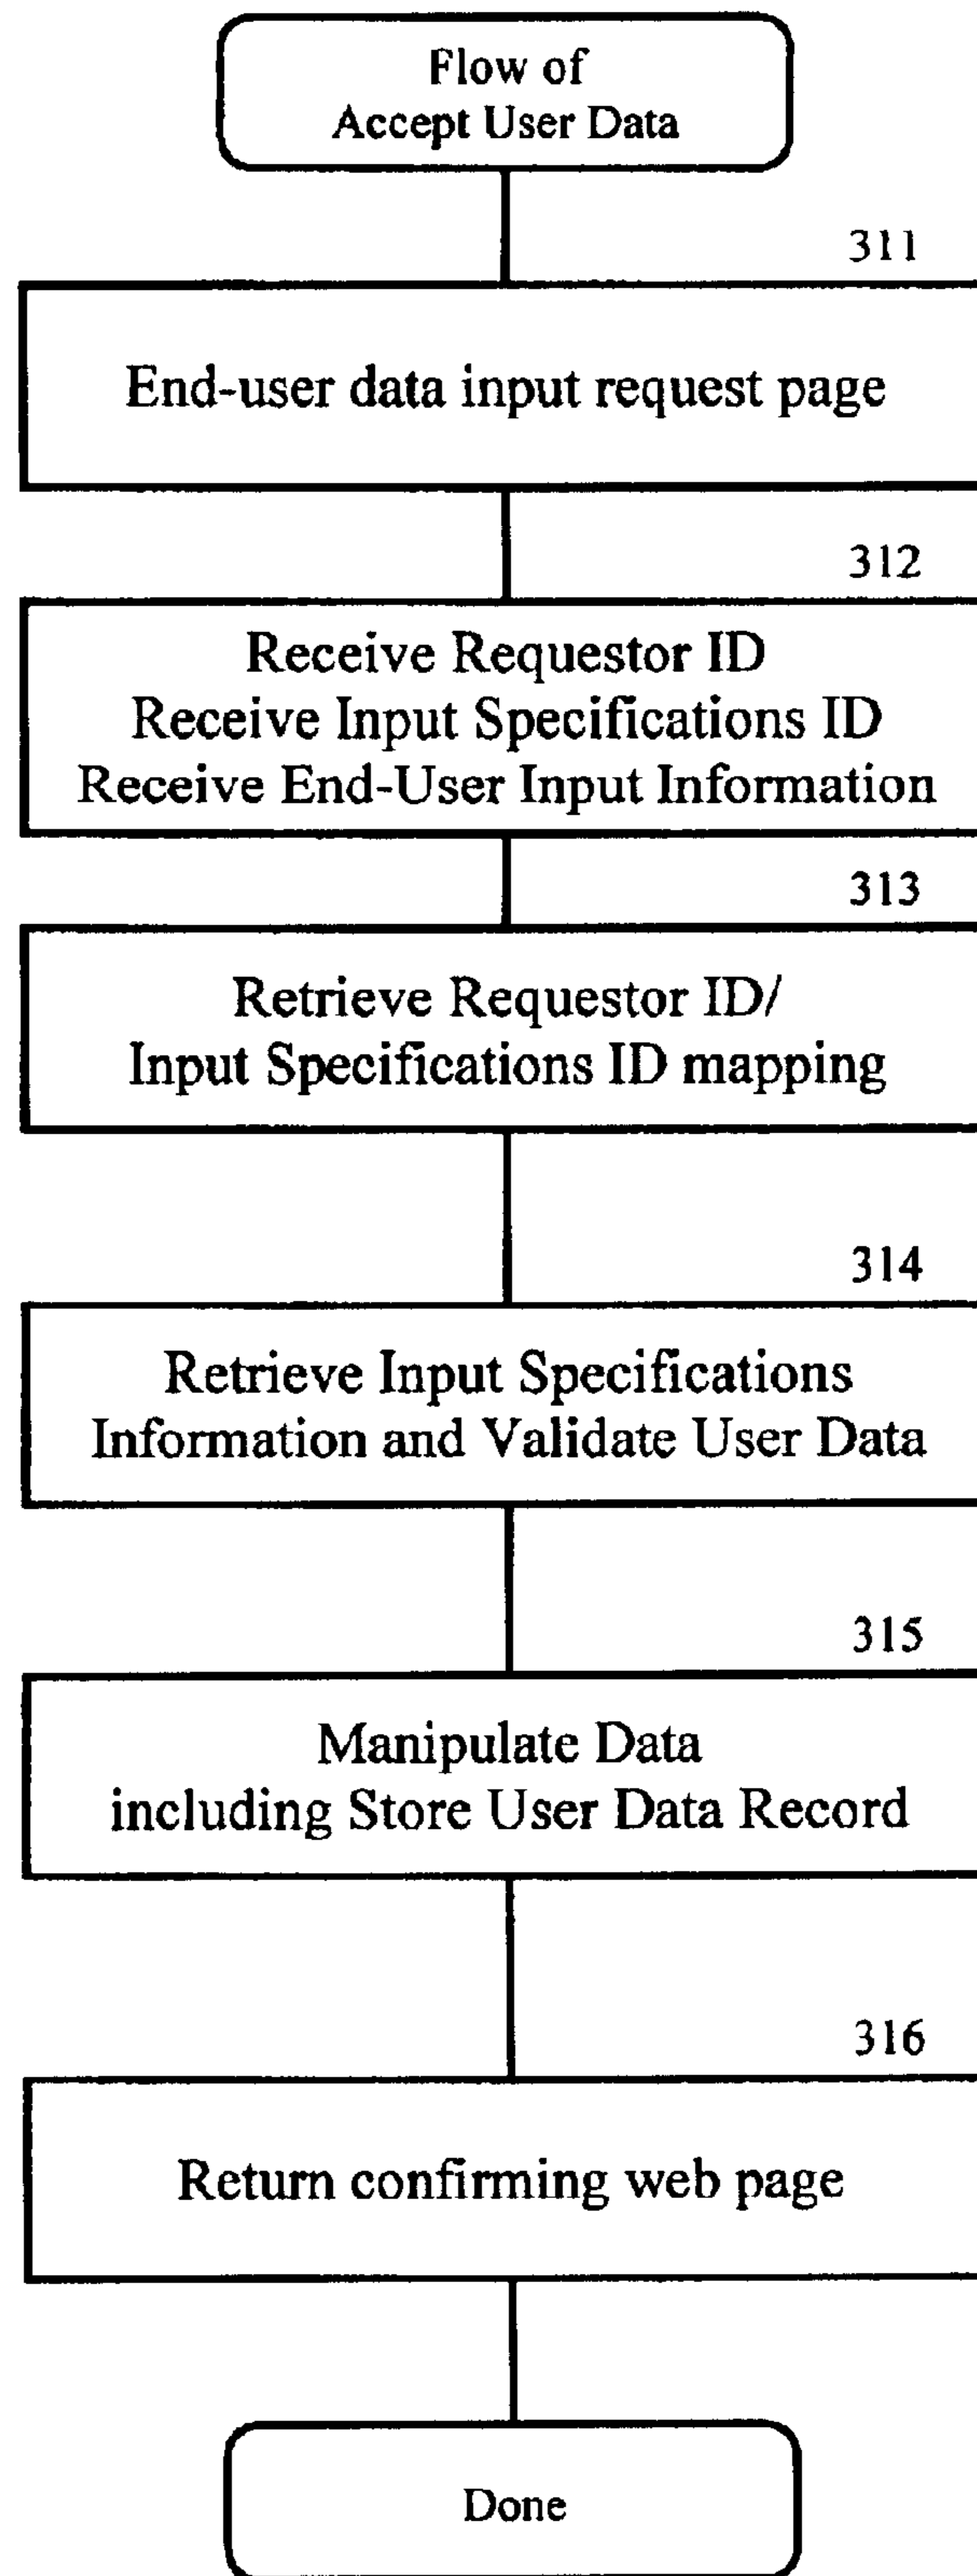 Flow of
Accept User Data
311
End-user data input request page
312
Receive Requestor ID
Receive Input Specifications ID
Receive End-User Input Information
313
Retrieve Requestor ID/
Input Specifications ID mapping
314
Retrieve Input Specifications
Information and Validate User Data
315
Manipulate Data
including Store User Data Record
316
Return confirming web page
Done